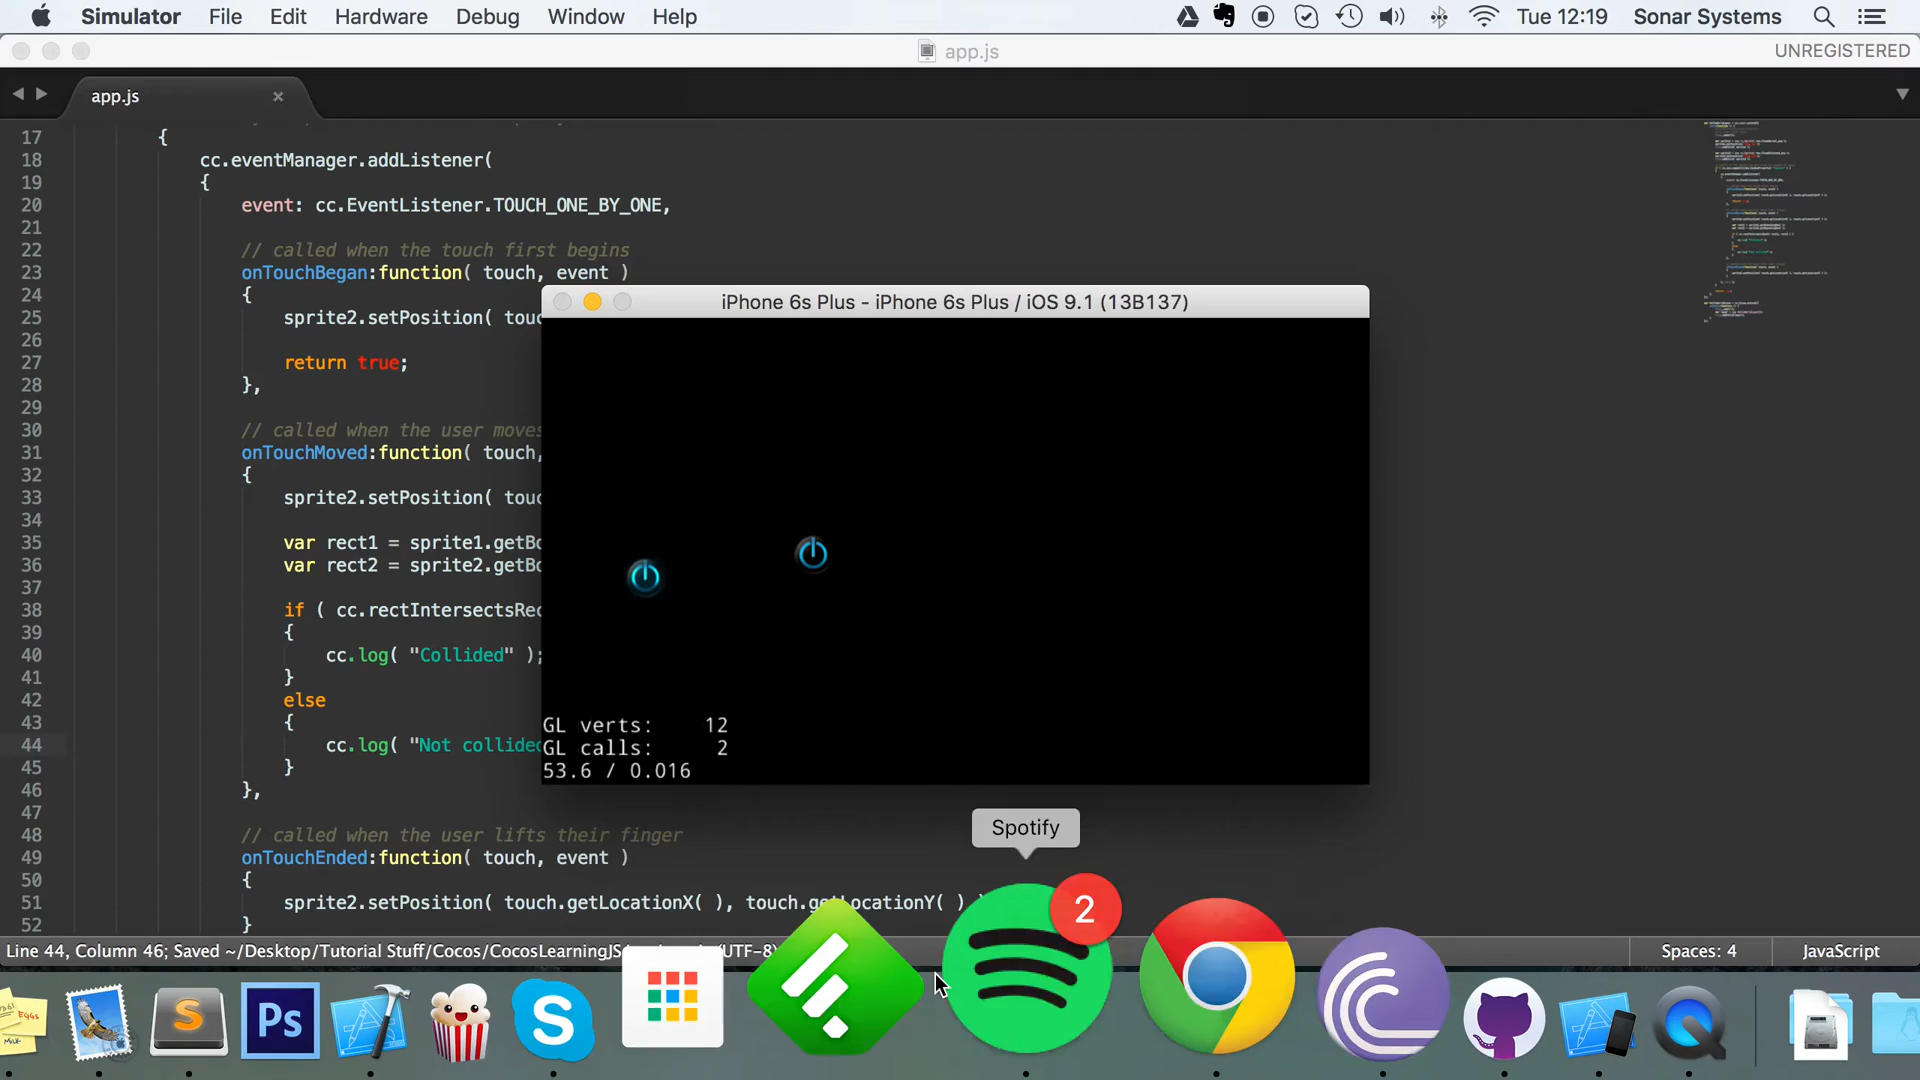 Simulator File Edit Hardware Debug Window Help Tue 12:19 Sonar Systems
app.js UNREGISTERED
app.js
17 {
18 cc.eventManager.addListener(
19 {
20 event: cc.EventListener.TOUCH_ONE_BY_ONE,
21
22 // called when the touch first begins
23 onTouchBegan:function( touch, event )
24 {
25 sprite2.setPosition( touc
26
27 return true;
28 },
29
30 // called when the user moves
31 onTouchMoved:function( touch,
32 {
33 sprite2.setPosition( touc
34
35 var rect1 = sprite1.getBo
36 var rect2 = sprite2.getBo
37
38 if ( cc.rectIntersectsRec
39 {
40 cc.log( "Collided" );
41 }
42 else
43 {
44 cc.log( "Not collided
45 }
46 },
47
48 // called when the user lifts their finger
49 onTouchEnded:function( touch, event )
50 {
51 sprite2.setPosition( touch.getLocationX( ), touch.getLocationY( )
52 }
iPhone 6s Plus - iPhone 6s Plus / iOS 9.1 (13B137)
GL verts: 12
GL calls: 2
53.6 / 0.016
Spotify
2
Line 44, Column 46; Saved ~/Desktop/Tutorial Stuff/Cocos/CocosLearningJS (UTF-8) Spaces: 4 JavaScript
EGGS
MILK
S
Ps
S